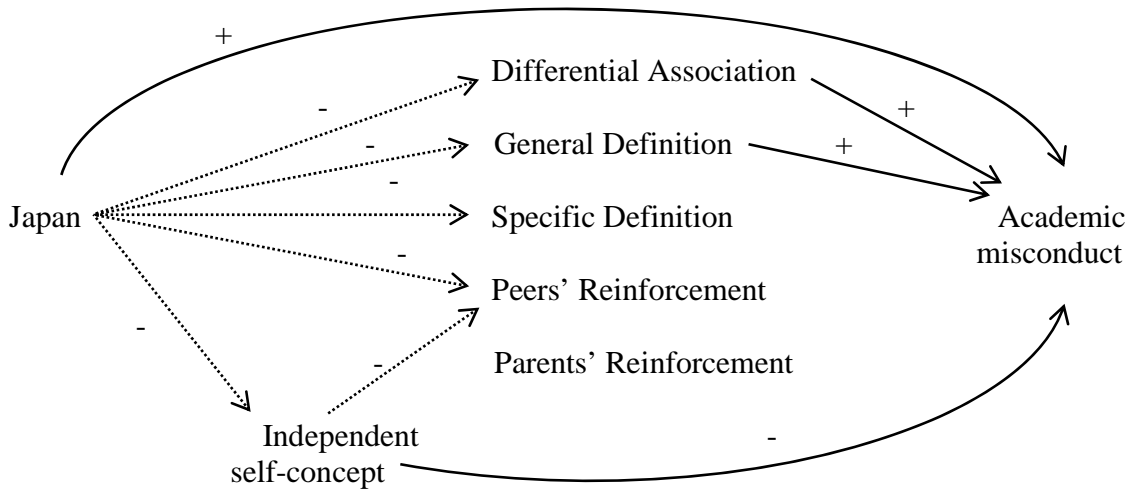 +
Differential Association
-
+
-
General Definition
+
-
Japan
Specific Definition
Academic
misconduct
-
Peers’ Reinforcement
-
-
Parents’ Reinforcement
Independent
self-concept
-